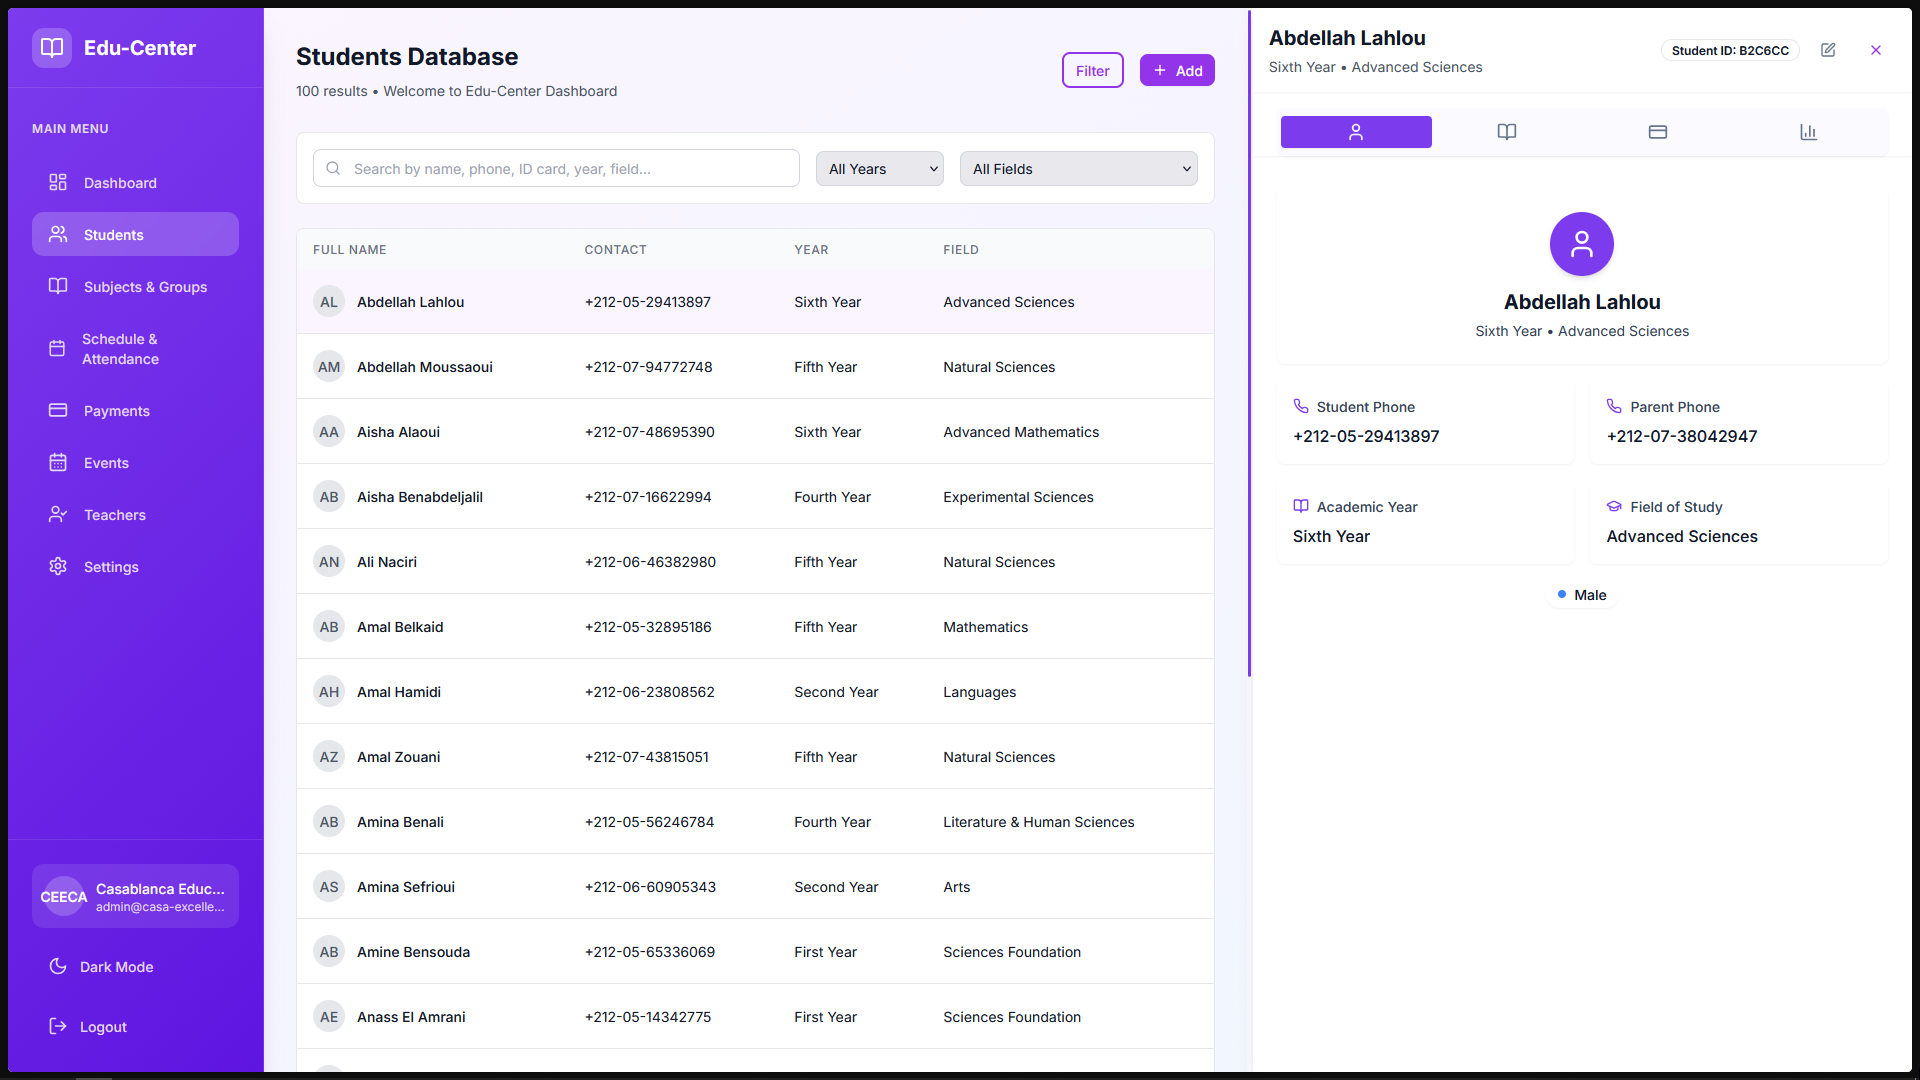 Edu-Center
MAIN MENU
Dashboard
Students
Subjects & Groups
Schedule &
Attendance
Payments
Events
Teachers
Settings
CEECA
Casablanca Educ...
admin@casa-excelle...
Dark Mode
Logout
Students Database
100 results • Welcome to Edu-Center Dashboard
Filter
Add
Search by name, phone, ID card, year, field...
All Years
All Fields
FULL NAME CONTACT YEAR FIELD
AL Abdellah Lahlou +212-05-29413897 Sixth Year Advanced Sciences
AM Abdellah Moussaoui +212-07-94772748 Fifth Year Natural Sciences
AA Aisha Alaoui +212-07-48695390 Sixth Year Advanced Mathematics
AB Aisha Benabdeljalil +212-07-16622994 Fourth Year Experimental Sciences
AN Ali Naciri +212-06-46382980 Fifth Year Natural Sciences
AB Amal Belkaid +212-05-32895186 Fifth Year Mathematics
AH Amal Hamidi +212-06-23808562 Second Year Languages
AZ Amal Zouani +212-07-43815051 Fifth Year Natural Sciences
AB Amina Benali +212-05-56246784 Fourth Year Literature & Human Sciences
AS Amina Sefrioui +212-06-60905343 Second Year Arts
AB Amine Bensouda +212-05-65336069 First Year Sciences Foundation
AE Anass El Amrani +212-05-14342775 First Year Sciences Foundation
Abdellah Lahlou
Sixth Year • Advanced Sciences
Student ID: B2C6CC
Abdellah Lahlou
Sixth Year • Advanced Sciences
Student Phone
+212-05-29413897
Parent Phone
+212-07-38042947
Academic Year
Sixth Year
Field of Study
Advanced Sciences
Male